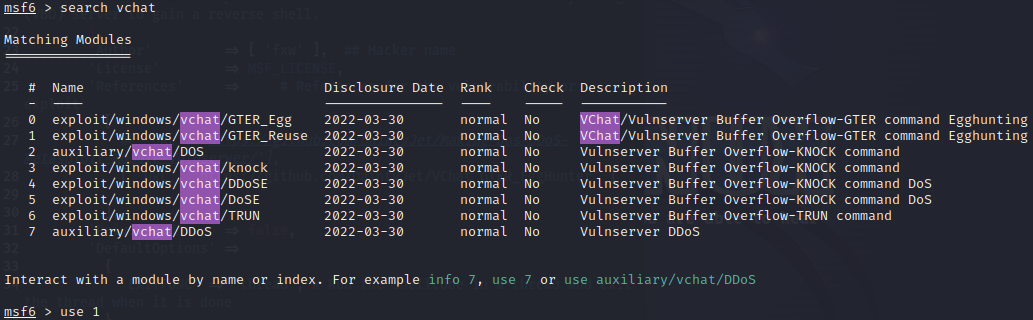 msf6 > search vchat
Matching Modules
================
#  Name  Disclosure Date  Rank  Check  Description
-  ----  ---------------  ----  -----  -----------
0  exploit/windows/vchat/GTER_Egg  2022-03-30  normal  No  VChat/Vulnserver Buffer Overflow-GTER command Egghunting
1  exploit/windows/vchat/GTER_Reuse  2022-03-30  normal  No  VChat/Vulnserver Buffer Overflow-GTER command Egghunting
2  auxiliary/vchat/DOS  2022-03-30  normal  No  Vulnserver Buffer Overflow-KNOCK command
3  exploit/windows/vchat/knock  2022-03-30  normal  No  Vulnserver Buffer Overflow-KNOCK command
4  exploit/windows/vchat/DDoSE  2022-03-30  normal  No  Vulnserver Buffer Overflow-KNOCK command DoS
5  exploit/windows/vchat/DoSE  2022-03-30  normal  No  Vulnserver Buffer Overflow-KNOCK command DoS
6  exploit/windows/vchat/TRUN  2022-03-30  normal  No  Vulnserver Buffer Overflow-TRUN command
7  auxiliary/vchat/DDoS  2022-03-30  normal  No  Vulnserver DDoS
Interact with a module by name or index. For example info 7, use 7 or use auxiliary/vchat/DDoS
msf6 > use 1